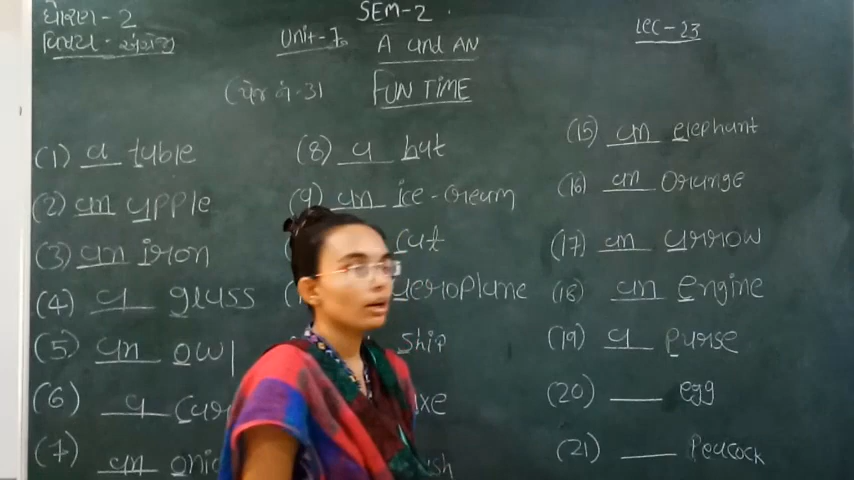 ધોરણ - 2
વિષય - અંગ્રેજી
SEM-2.
Unit-7.
A and AN
Lec-23
(પેજ નં-31
FUN TIME
(1) a table
(2) an apple
(3) an iron
(4) a glass
(5) an owl
(6) a Car
(7) an onio
(8) a bat
(9) an ice-cream
Cat
aeroplane
ship
axe
sh
(15) an elephant
(16) an orange
(17) an arrow
(18) an engine
(19) a purse
(20) ___ egg
(21) ___ Peacock